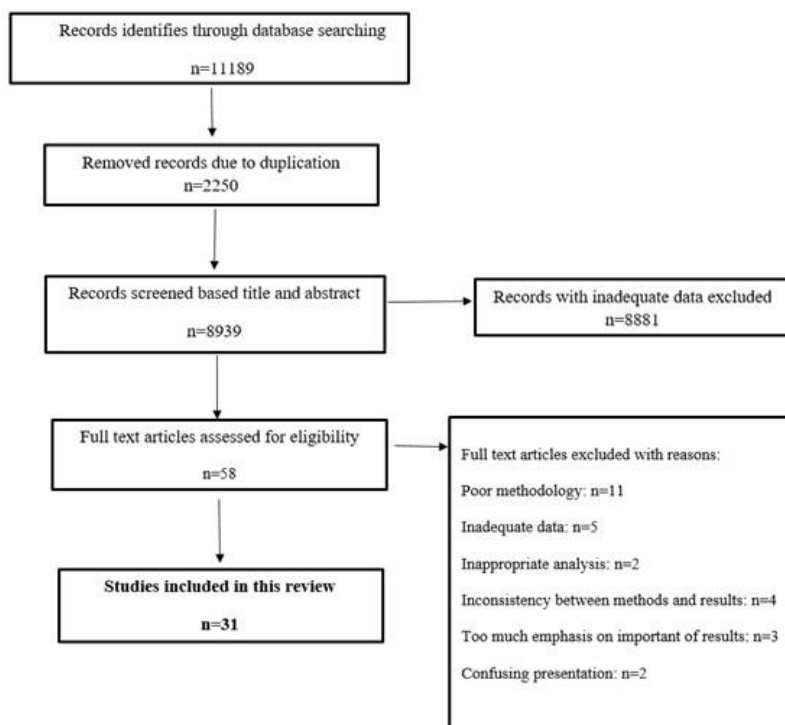 Records identifies through database searching
n=11189
Removed records due to duplication
n=2250
Records screened based title and abstract
n=8939
Records with inadequate data excluded
n=8881
Full text articles assessed for eligibility
n=58
Full text articles excluded with reasons:
Poor methodology: n=11
Inadequate data: n=5
Inappropriate analysis: n=2
Inconsistency between methods and results: n=4
Too much emphasis on important of results: n=3
Confusing presentation: n=2
Studies included in this review
n=31